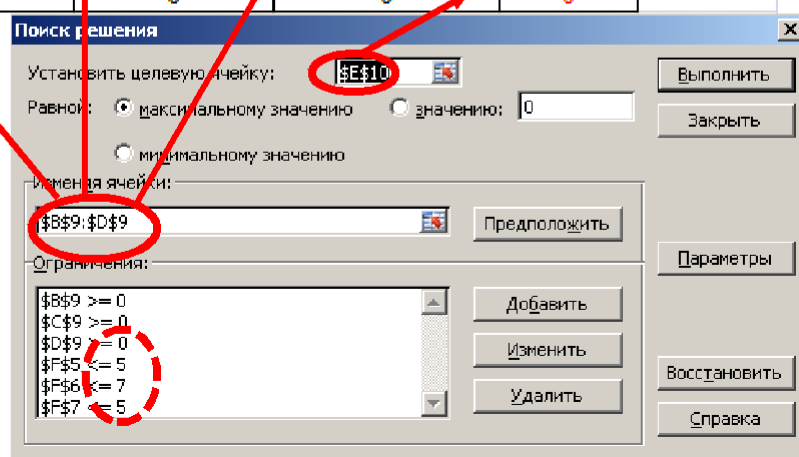 Поиск решения
Установить целевую ячейку: $E$10
Равной: максимальному значению значению: 0
минимальному значению
Изменяя ячейки:
$B$9:$D$9
Предположить
Ограничения:
$B$9 >= 0
$C$9 >= 0
$D$9 >= 0
$F$5 <= 5
$F$6 <= 7
$F$7 <= 5
Добавить
Изменить
Удалить
Выполнить
Закрыть
Параметры
Восстановить
Справка